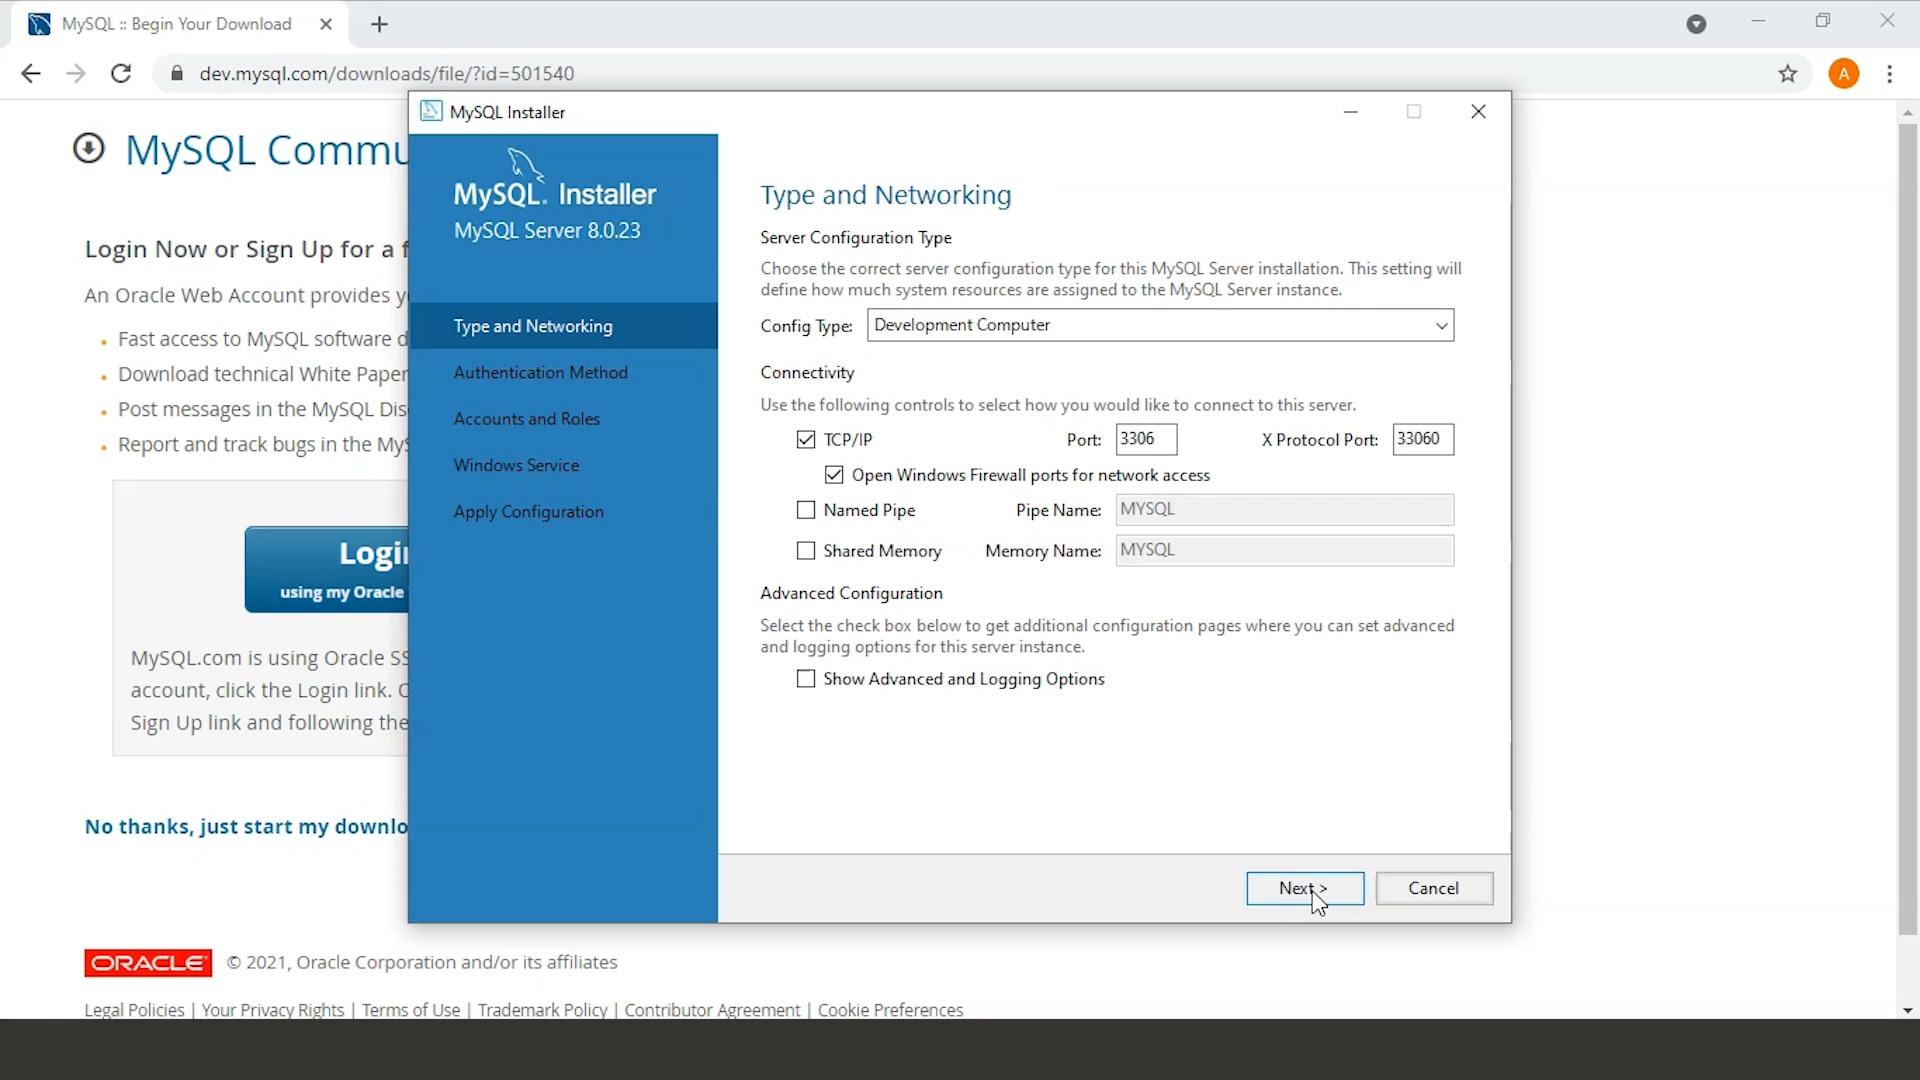 MySQL :: Begin Your Download
dev.mysql.com/downloads/file/?id=501540
A
MySQL Commu
Login Now or Sign Up for a f
An Oracle Web Account provides y
Fast access to MySQL software d
Download technical White Paper
Post messages in the MySQL Dis
Report and track bugs in the My
Login
using my Oracle
MySQL.com is using Oracle SS
account, click the Login link. O
Sign Up link and following the
No thanks, just start my downlo
ORACLE
© 2021, Oracle Corporation and/or its affiliates
Legal Policies | Your Privacy Rights | Terms of Use | Trademark Policy | Contributor Agreement | Cookie Preferences
MySQL Installer
MySQL. Installer
MySQL Server 8.0.23
Type and Networking
Authentication Method
Accounts and Roles
Windows Service
Apply Configuration
Type and Networking
Server Configuration Type
Choose the correct server configuration type for this MySQL Server installation. This setting will
define how much system resources are assigned to the MySQL Server instance.
Config Type: Development Computer
Connectivity
Use the following controls to select how you would like to connect to this server.
TCP/IP Port: 3306 X Protocol Port: 33060
Open Windows Firewall ports for network access
Named Pipe Pipe Name: MYSQL
Shared Memory Memory Name: MYSQL
Advanced Configuration
Select the check box below to get additional configuration pages where you can set advanced
and logging options for this server instance.
Show Advanced and Logging Options
Next >
Cancel